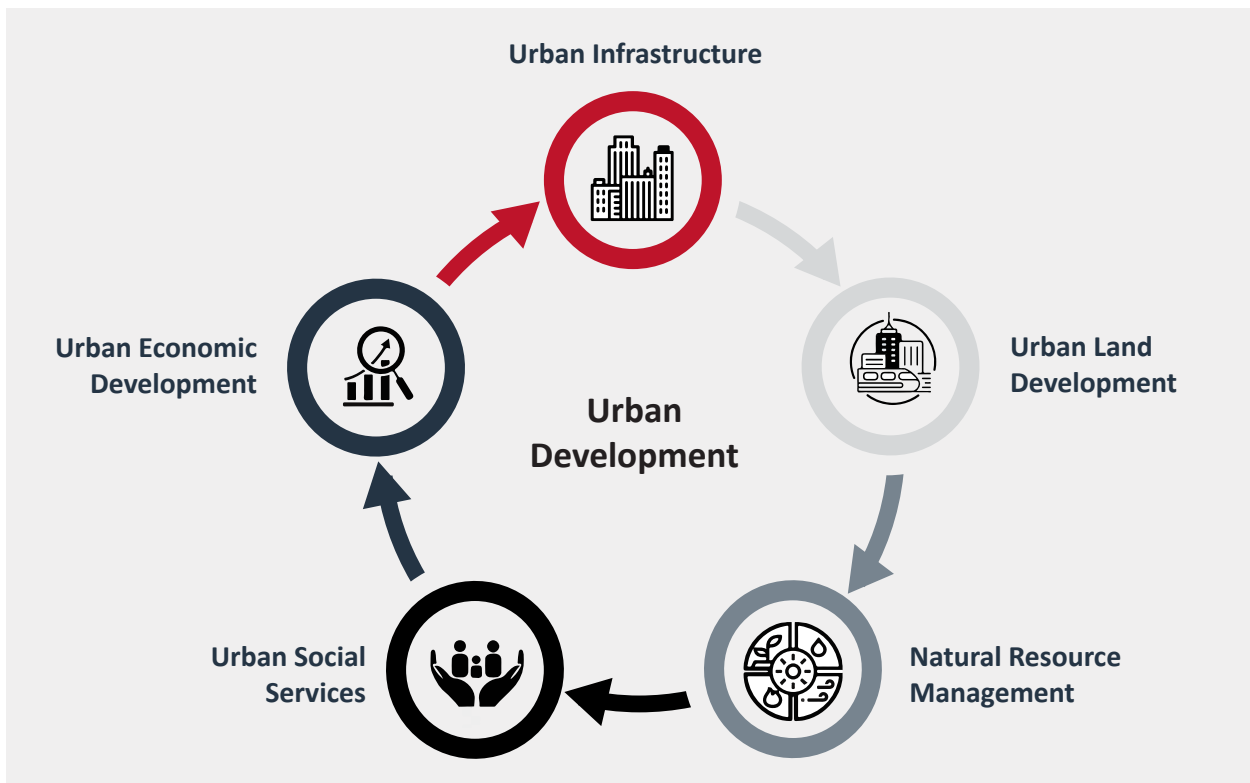 Urban Infrastructure
Urban Land
Development
Natural Resource
Management
Urban Social
Services
Urban Economic
Development
Urban
Development